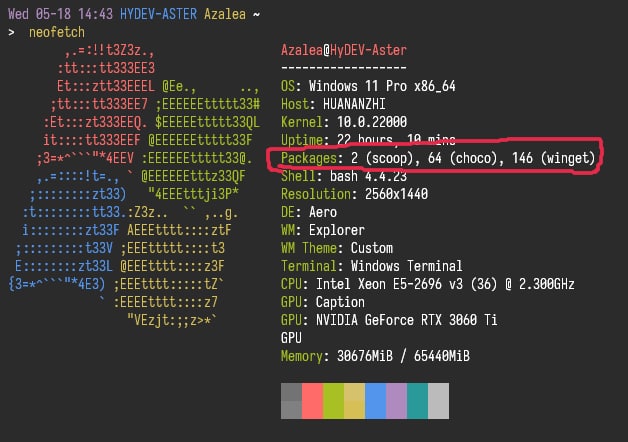 Wed 05-18 14:43 HYDEV-ASTER Azalea ~
> neofetch
        ,.=:!!t3Z3z.,
       :tt:::tt333EE3
       Et:::ztt33EEEL @Ee.,      ..,
      ;tt:::tt333EE7 ;EEEEEEttttt33#
     :Et:::zt333EEQ. $EEEEEttttt33QL
     it::::tt333EEF @EEEEEEttttt33F
    ;3=*^```"*4EEV :EEEEEEttttt33@.
    ,.=::::!t=., ` @EEEEEEtttz33QF
   ;::::::::zt33)   "4EEEtttji3P*
  :t::::::::tt33.:Z3z..  `` ,..g.
  i::::::::zt33F AEEEtttt::::ztF
 ;:::::::::t33V ;EEEttttt::::t3
 E::::::::zt33L @EEEtttt::::z3F
{3=*^```"*4E3) ;EEEtttt:::::tZ`
             ` :EEEEtttt::::z7
                 "VEzjt:;;z>*`
Azalea@HyDEV-Aster
-----------------
OS: Windows 11 Pro x86_64
Host: HUANANZHI
Kernel: 10.0.22000
Uptime: 22 hours, 10 mins
Packages: 2 (scoop), 64 (choco), 146 (winget)
Shell: bash 4.4.23
Resolution: 2560x1440
DE: Aero
WM: Explorer
WM Theme: Custom
Terminal: Windows Terminal
CPU: Intel Xeon E5-2696 v3 (36) @ 2.300GHz
GPU: Caption
GPU: NVIDIA GeForce RTX 3060 Ti
GPU
Memory: 30676MiB / 65440MiB